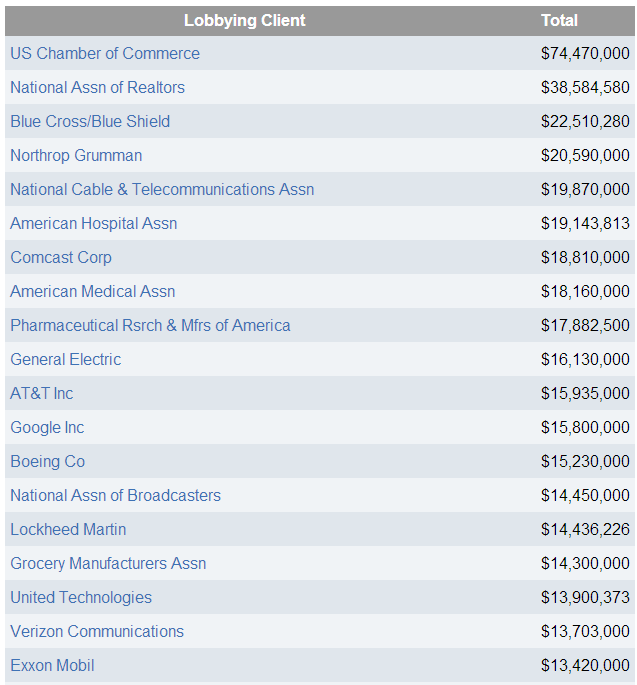 Lobbying Client Total
US Chamber of Commerce $74,470,000
National Assn of Realtors $38,584,580
Blue Cross/Blue Shield $22,510,280
Northrop Grumman $20,590,000
National Cable & Telecommunications Assn $19,870,000
American Hospital Assn $19,143,813
Comcast Corp $18,810,000
American Medical Assn $18,160,000
Pharmaceutical Rsrch & Mfrs of America $17,882,500
General Electric $16,130,000
AT&T Inc $15,935,000
Google Inc $15,800,000
Boeing Co $15,230,000
National Assn of Broadcasters $14,450,000
Lockheed Martin $14,436,226
Grocery Manufacturers Assn $14,300,000
United Technologies $13,900,373
Verizon Communications $13,703,000
Exxon Mobil $13,420,000